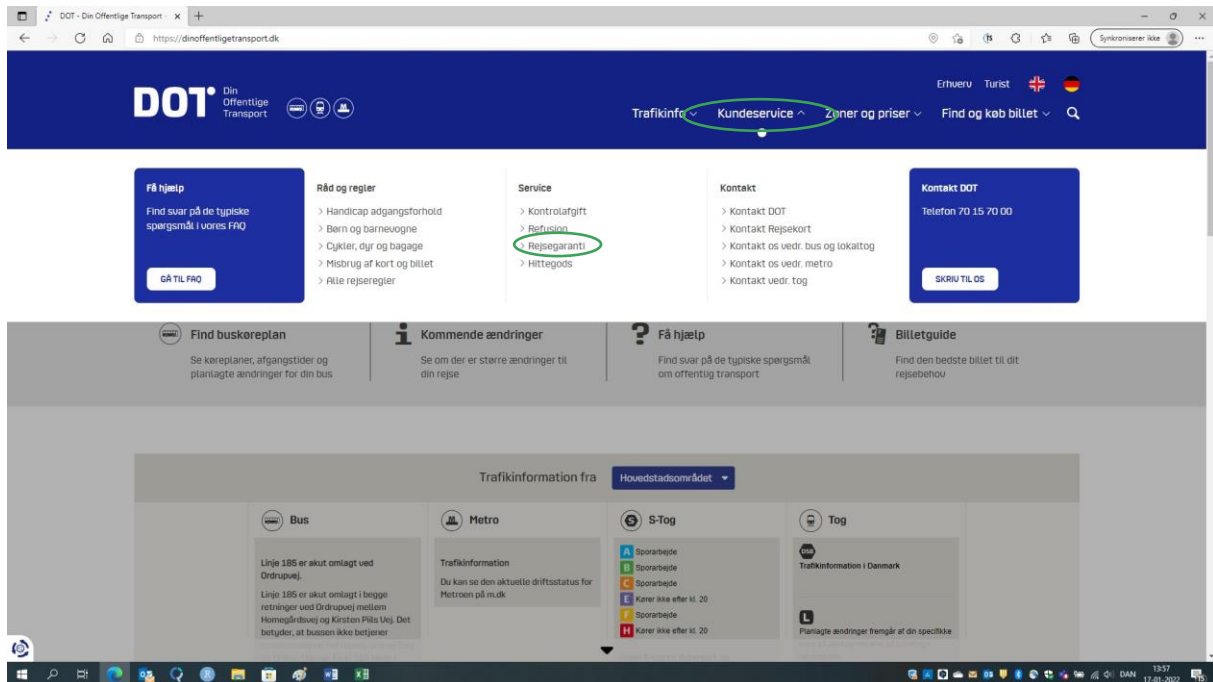 DOT - Din Offentlige Transport -
https://dinoffentligetransport.dk
Synkroniserer ikke
DOT
Din
Offentlige
Transport
Erhverv Turist
Trafikinfo Kundeservice Zoner og priser Find og køb billet
Få hjælp
Find svar på de typiske
spørgsmål i vores FAQ
GÅ TIL FAQ
Råd og regler
> Handicap adgangsforhold
> Børn og barnevogne
> Cykler, dyr og bagage
> Misbrug af kort og billet
> Alle rejseregler
Service
> Kontrolafgift
> Refusion
> Rejsegaranti
> Hittegods
Kontakt
> Kontakt DOT
> Kontakt Rejsekort
> Kontakt os vedr. bus og lokaltog
> Kontakt os vedr. metro
> Kontakt vedr. tog
Kontakt DOT
Telefon 70 15 70 00
SKRIV TIL OS
Find buskøreplan
Se køreplaner, afgangstider og
planlagte ændringer for din bus
Kommende ændringer
Se om der er større ændringer til
din rejse
Få hjælp
Find svar på de typiske spørgsmål
om offentlig transport
Billetguide
Find den bedste billet til dit
rejsebehov
Trafikinformation fra Hovedstadsområdet
Bus
Linje 185 er akut omlagt ved
Ordrupvej.
Linje 185 er akut omlagt i begge
retninger ved Ordrupvej mellem
Homegårdsvej og Kirsten Piils Vej. Det
betyder, at bussen ikke betjener
Metro
Trafikinformation
Du kan se den aktuelle driftsstatus for
Metroen på m.dk
S-Tog
A Sporarbejde
B Sporarbejde
C Sporarbejde
E Kører ikke efter kl. 20
F Sporarbejde
H Kører ikke efter kl. 20
Tog
DSB
Trafikinformation i Danmark
L
Planlagte ændringer fremgår af din specifikke
DAN
13:57
17-01-2022